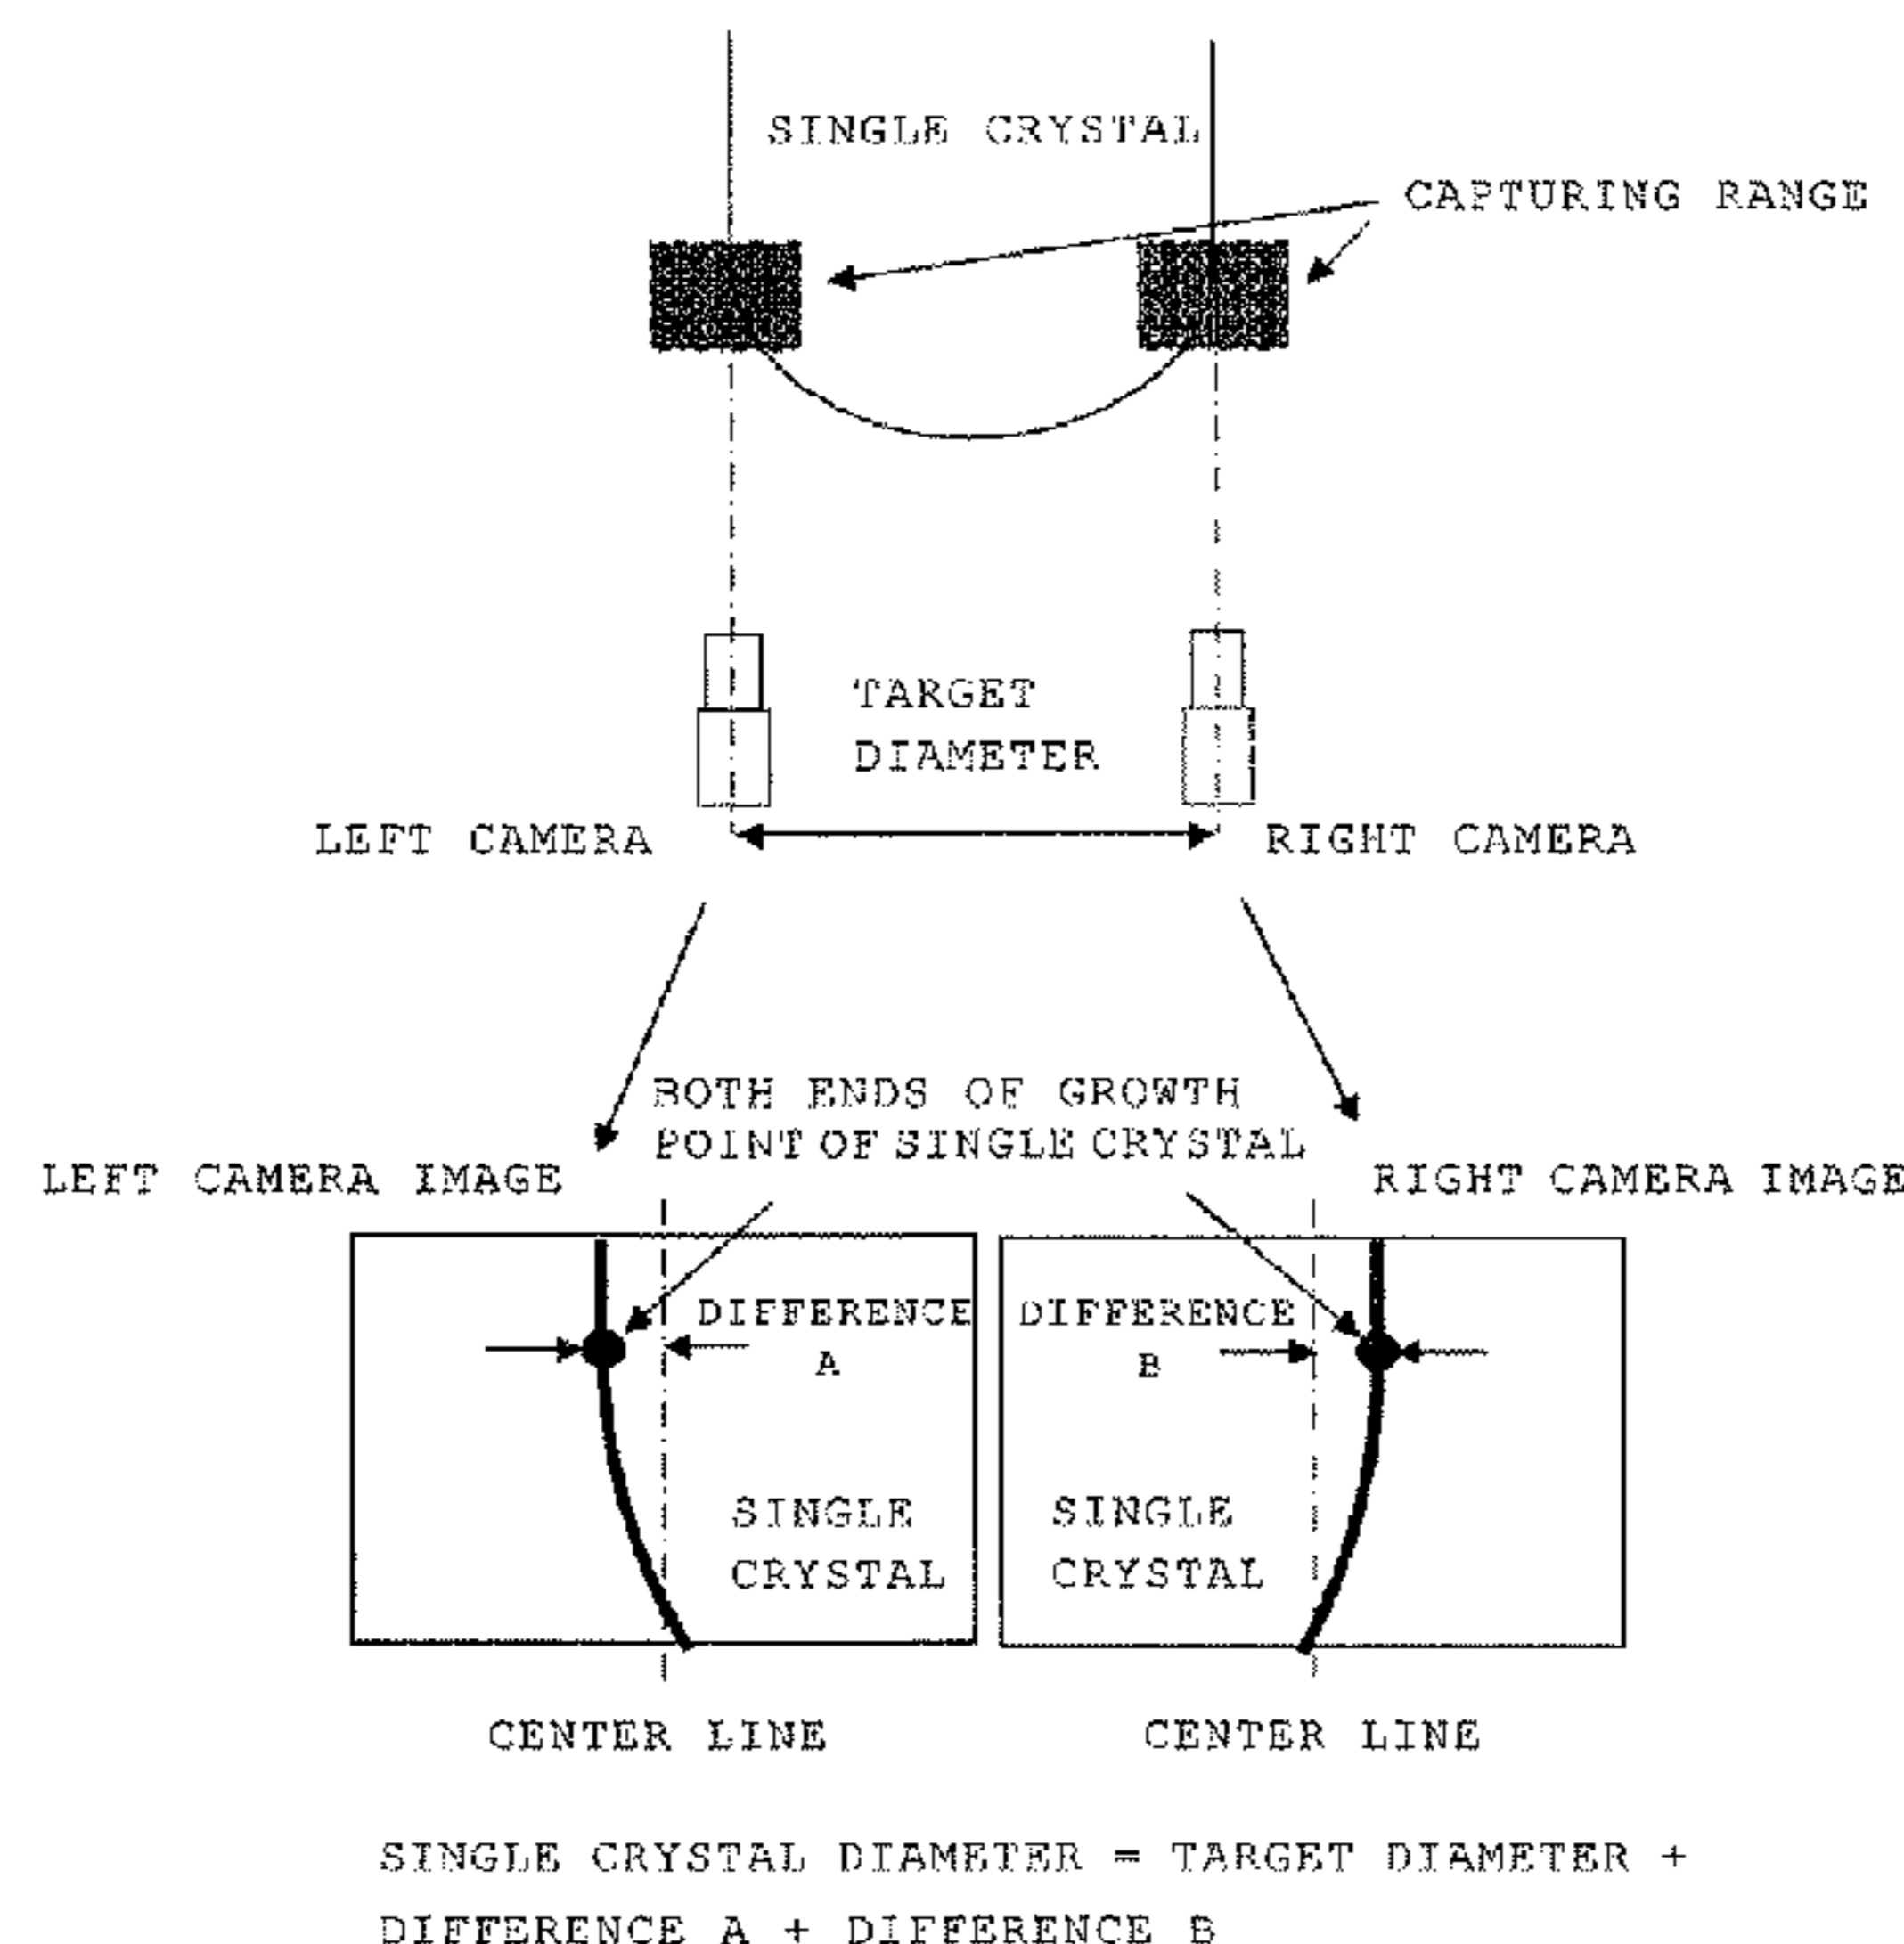 SINGLE CRYSTAL
CAPTURING RANGE
TARGET
DIAMETER
LEFT CAMERA
RIGHT CAMERA
BOTH ENDS OF GROWTH
POINT OF SINGLE CRYSTAL
LEFT CAMERA IMAGE
RIGHT CAMERA IMAGE
DIFFERENCE
A
DIFFERENCE
B
SINGLE
CRYSTAL
SINGLE
CRYSTAL
CENTER LINE
CENTER LINE
SINGLE CRYSTAL DIAMETER = TARGET DIAMETER +
DIFFERENCE A + DIFFERENCE B